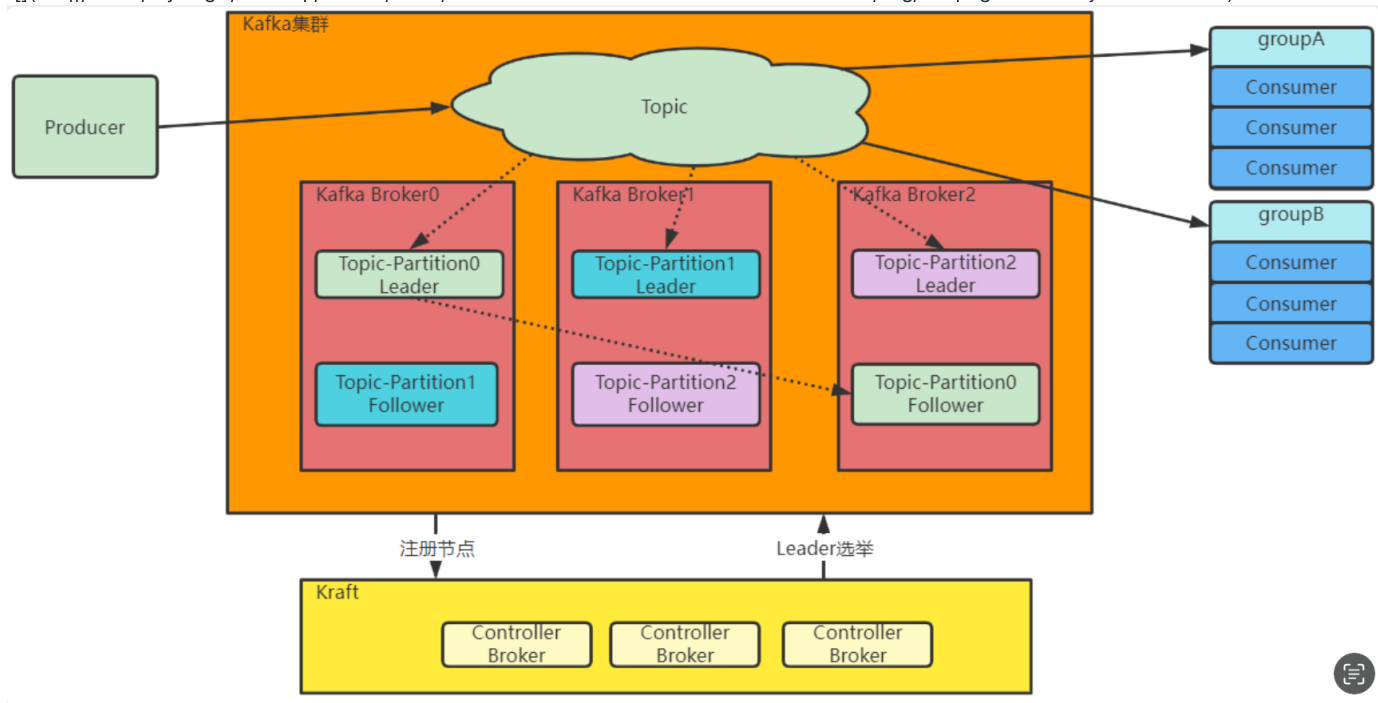 Kafka集群
Producer
Topic
groupA
Consumer
Consumer
Consumer
groupB
Consumer
Consumer
Consumer
Kafka Broker0
Topic-Partition0
Leader
Topic-Partition1
Follower
Kafka Broker1
Topic-Partition1
Leader
Topic-Partition2
Follower
Kafka Broker2
Topic-Partition2
Leader
Topic-Partition0
Follower
注册节点
Leader选举
Kraft
Controller
Broker
Controller
Broker
Controller
Broker